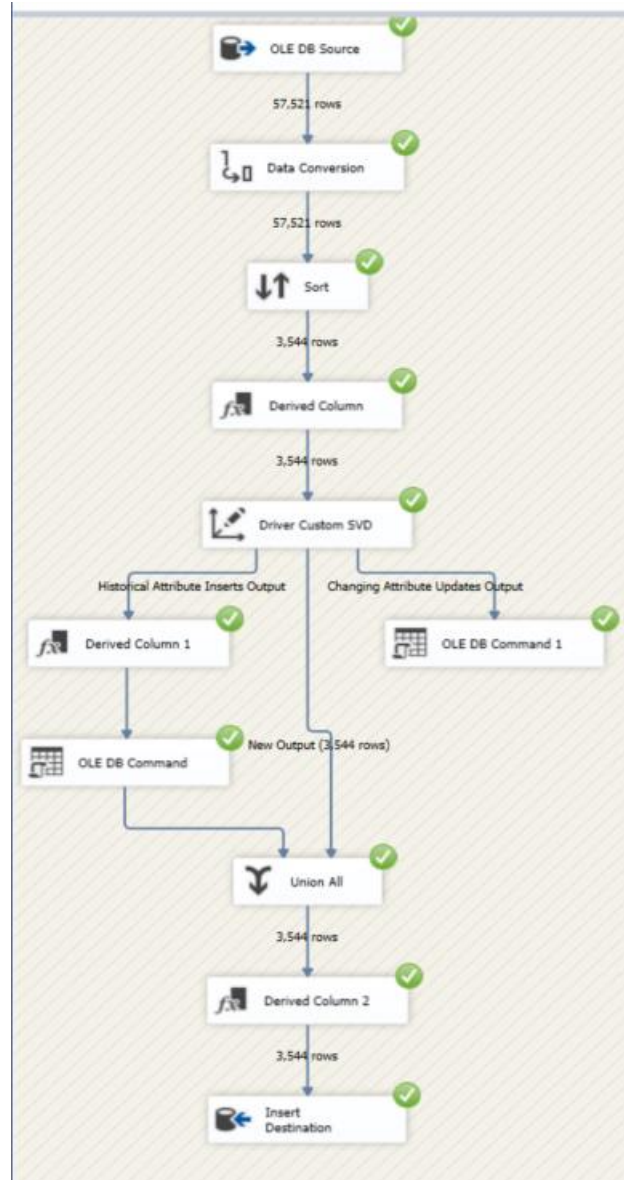 OLE DB Source
57,521 rows
Data Conversion
57,521 rows
Sort
3,544 rows
Derived Column
3,544 rows
Driver Custom SVD
Historical Attribute Inserts Output
Changing Attribute Updates Output
Derived Column 1
OLE DB Command 1
OLE DB Command
New Output (3,544 rows)
Union All
3,544 rows
Derived Column 2
3,544 rows
Insert
Destination